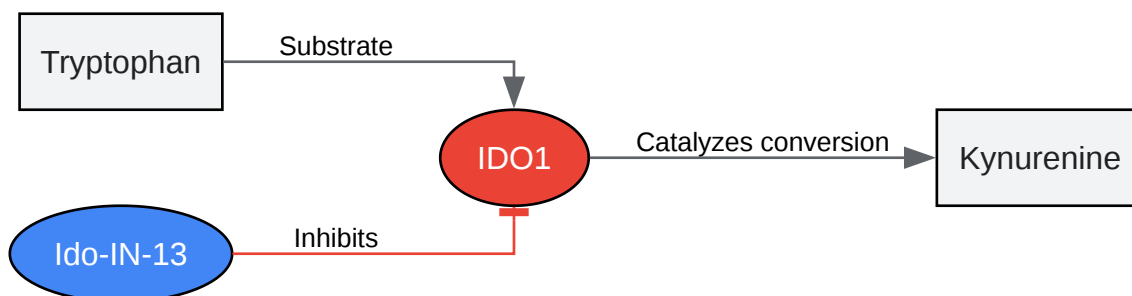 Tryptophan
Substrate
IDO1
Catalyzes conversion
Kynurenine
Ido-IN-13
Inhibits